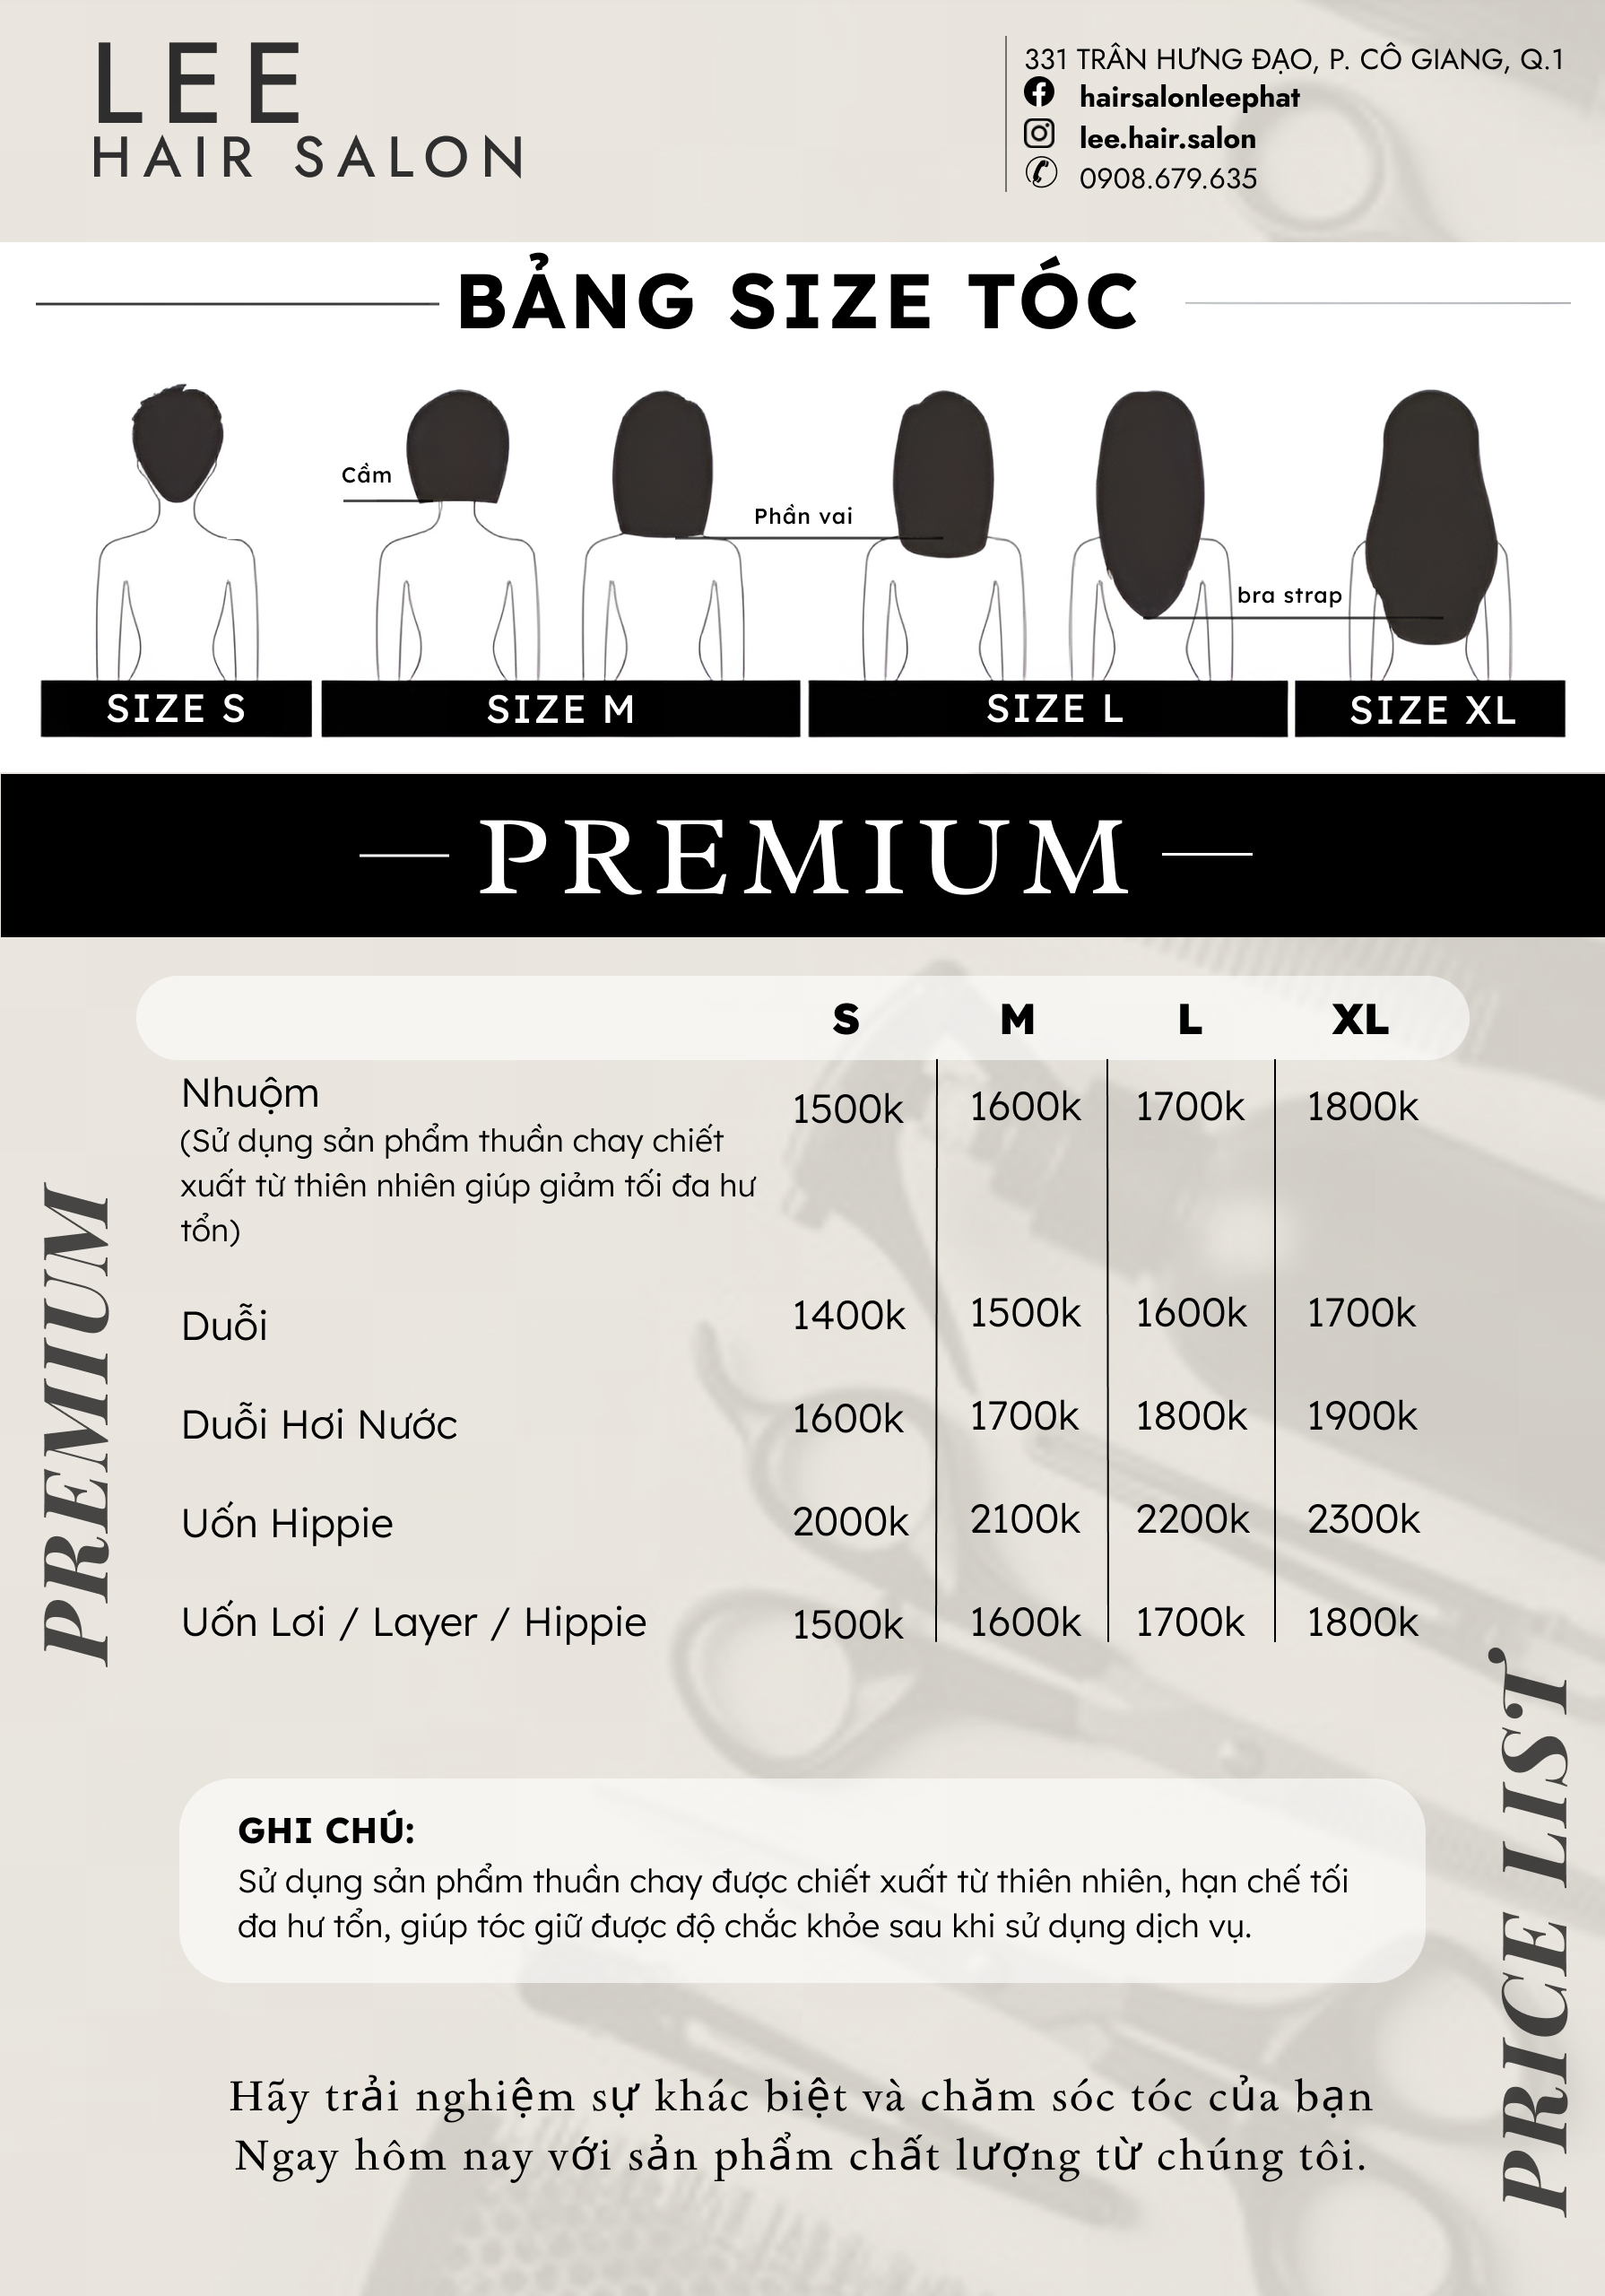 LEE
HAIR SALON
331 TRẦN HƯNG ĐẠO, P. CÔ GIANG, Q.1
hairsalonleephat
lee.hair.salon
0908.679.635
BẢNG SIZE TÓC
Cầm
Phần vai
bra strap
SIZE S SIZE M SIZE L SIZE XL
PREMIUM
S M L XL
Nhuộm 1500k 1600k 1700k 1800k
(Sử dụng sản phẩm thuần chay chiết
xuất từ thiên nhiên giúp giảm tối đa hư
tổn)
Duỗi 1400k 1500k 1600k 1700k
Duỗi Hơi Nước 1600k 1700k 1800k 1900k
Uốn Hippie 2000k 2100k 2200k 2300k
Uốn Lơi / Layer / Hippie 1500k 1600k 1700k 1800k
PREMIUM
PRICE LIST
GHI CHÚ:
Sử dụng sản phẩm thuần chay được chiết xuất từ thiên nhiên, hạn chế tối
đa hư tổn, giúp tóc giữ được độ chắc khỏe sau khi sử dụng dịch vụ.
Hãy trải nghiệm sự khác biệt và chăm sóc tóc của bạn
Ngay hôm nay với sản phẩm chất lượng từ chúng tôi.